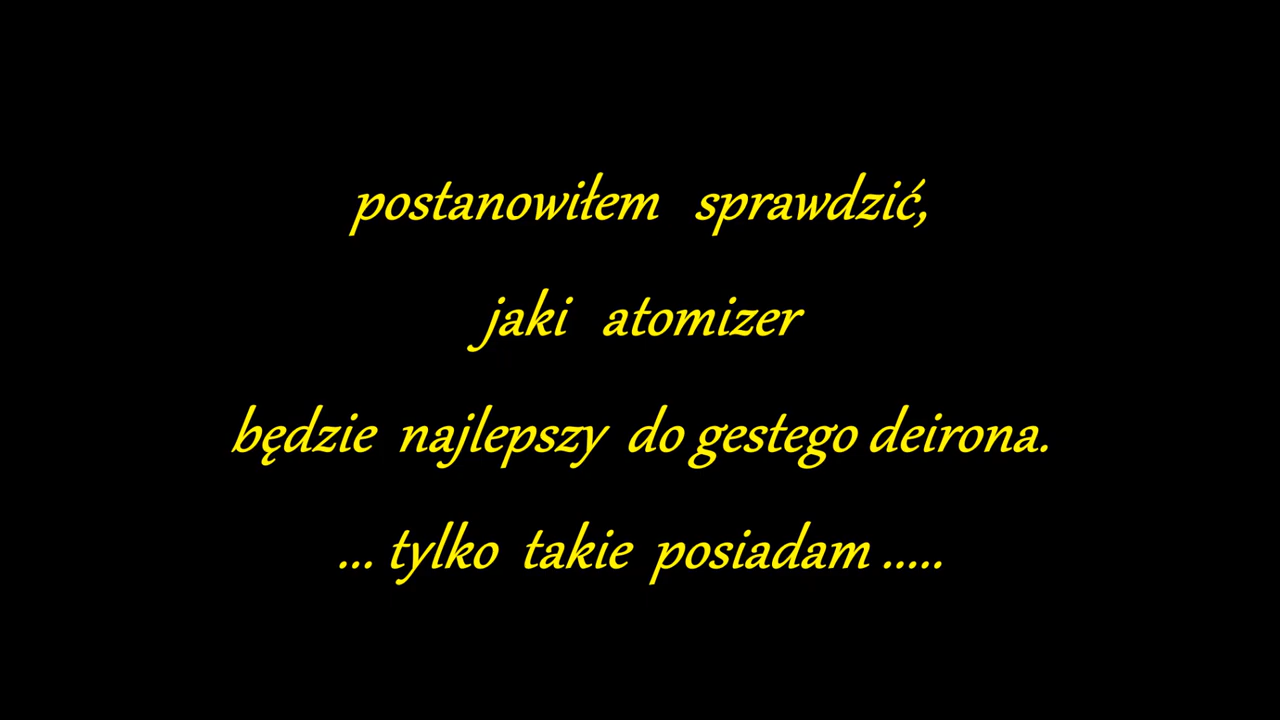 postanowiłem sprawdzić,
jaki atomizer
będzie najlepszy do gestego deirona.
... tylko takie posiadam .....